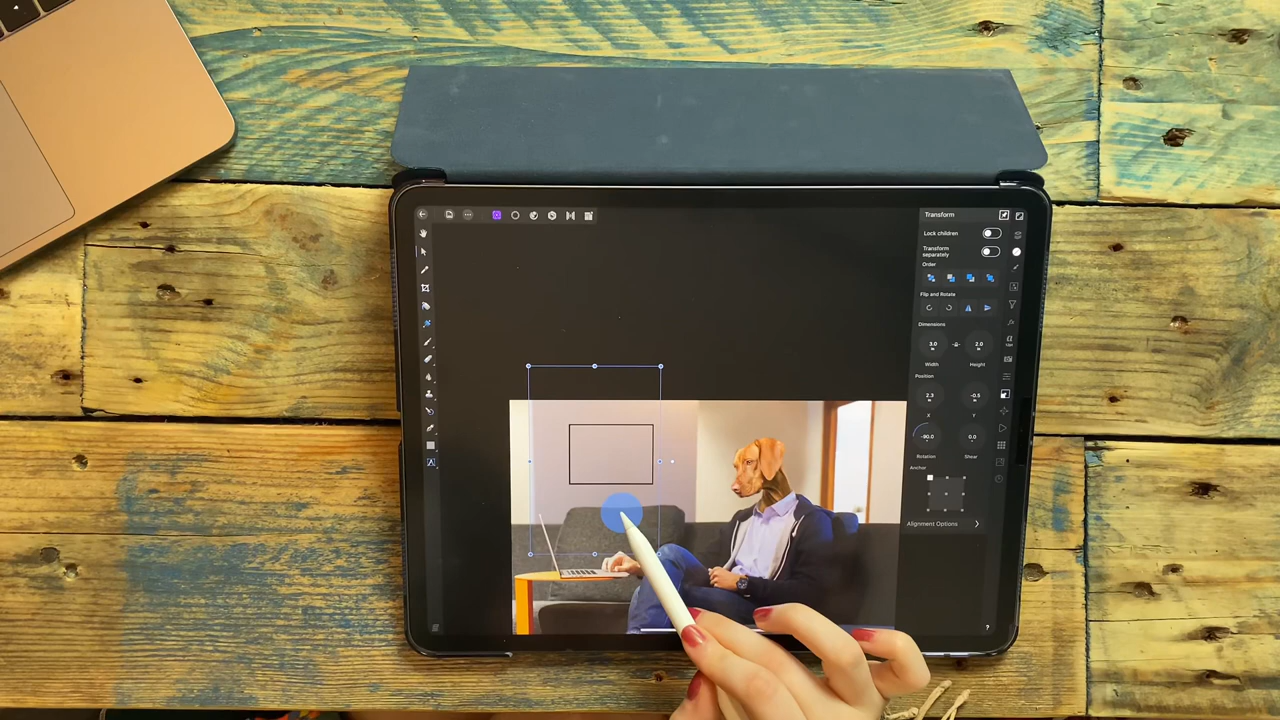 Transform
Lock children
Transform
separately
Order
Flip and Rotate
Dimensions
3.0
2.0
Width
Height
Position
2.3
-0.5
X
Y
-90.0
0.0
Rotation
Shear
Anchor
Alignment Options
?